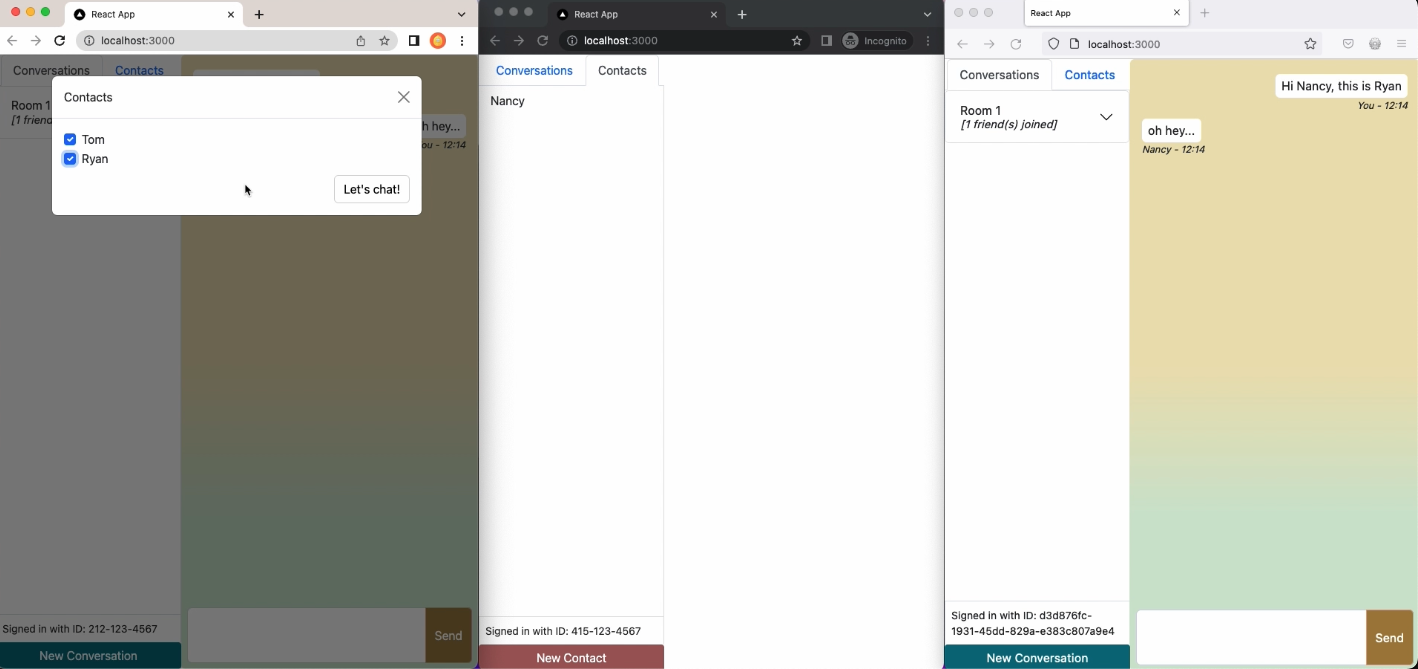 React App
localhost:3000
Conversations
Contacts
Room 1
[1 frien
Contacts
Tom
Ryan
Let's chat!
h hey...
ou - 12:14
Signed in with ID: 212-123-4567
New Conversation
Send
React App
localhost:3000
Incognito
Conversations
Contacts
Nancy
Signed in with ID: 415-123-4567
New Contact
React App
localhost:3000
Conversations
Contacts
Room 1
[1 friend(s) joined]
Hi Nancy, this is Ryan
You - 12:14
oh hey...
Nancy - 12:14
Signed in with ID: d3d876fc-
1931-45dd-829a-e383c807a9e4
New Conversation
Send